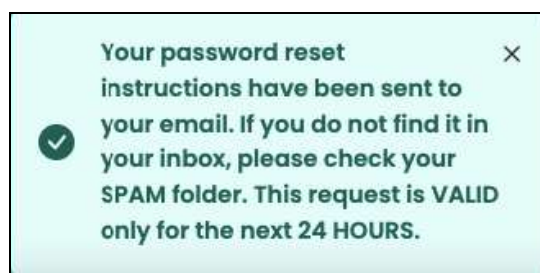 Your password reset
instructions have been sent to
your email. If you do not find it in
your inbox, please check your
SPAM folder. This request is VALID
only for the next 24 HOURS.